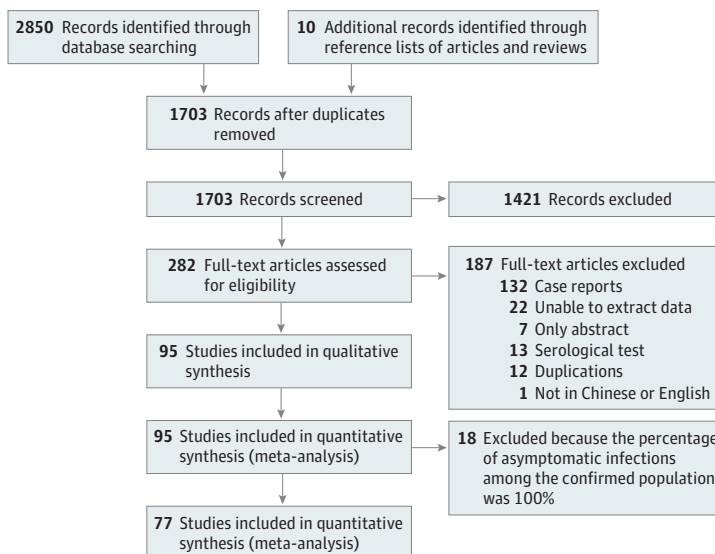 2850 Records identified through
database searching
10 Additional records identified through
reference lists of articles and reviews
1703 Records after duplicates
removed
1703 Records screened
1421 Records excluded
282 Full-text articles assessed
for eligibility
187 Full-text articles excluded
132 Case reports
22 Unable to extract data
7 Only abstract
13 Serological test
12 Duplications
1 Not in Chinese or English
95 Studies included in qualitative
synthesis
95 Studies included in quantitative
synthesis (meta-analysis)
18 Excluded because the percentage
of asymptomatic infections
among the confirmed population
was 100%
77 Studies included in quantitative
synthesis (meta-analysis)